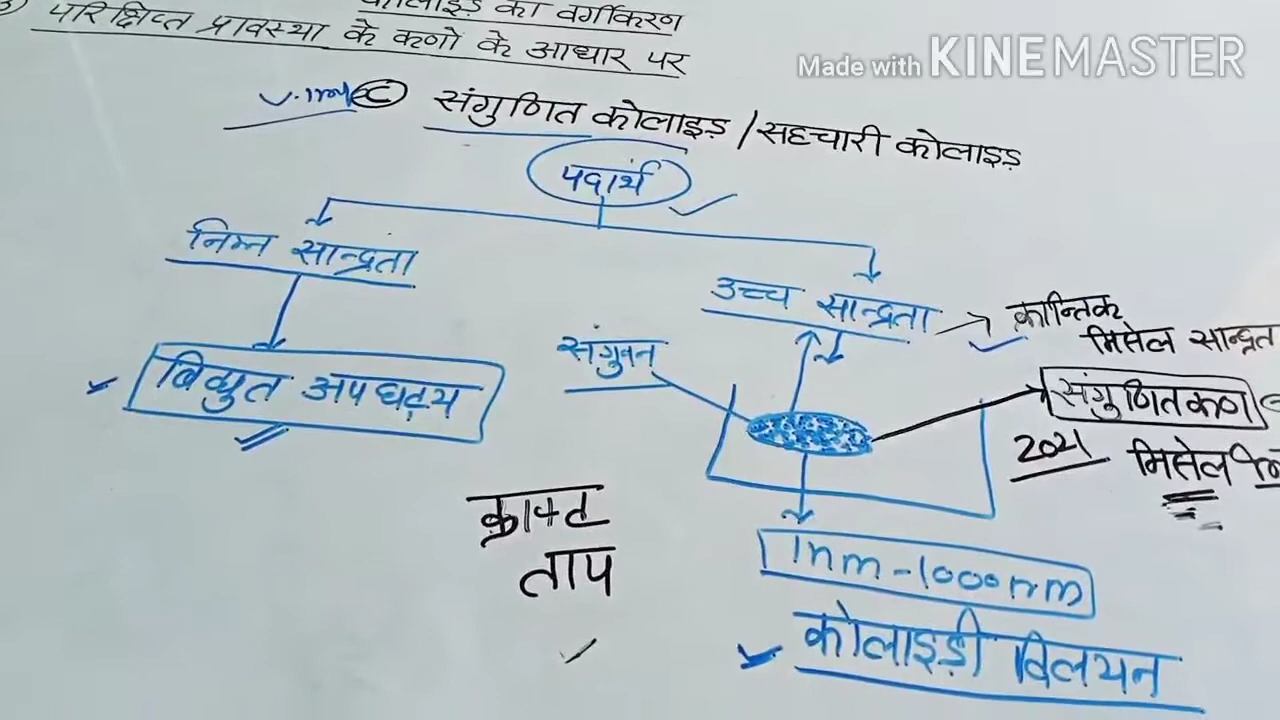 कोलाइड का वर्गीकरण
परिक्षिप्त प्रावस्था के कणो के आधार पर
Made with KINEMASTER
C संगुणित कोलाइड / सहचारी कोलाइड
पदार्थ
निम्न सान्द्रता
उच्च सान्द्रता
क्रान्तिक
मिसेल सान्द्रत
संगुनन
विद्युत अपघट्य
संगुणितकण
2021
मिसेल
क्राफ्ट
ताप
1nm - 1000nm
कोलाइडी विलयन